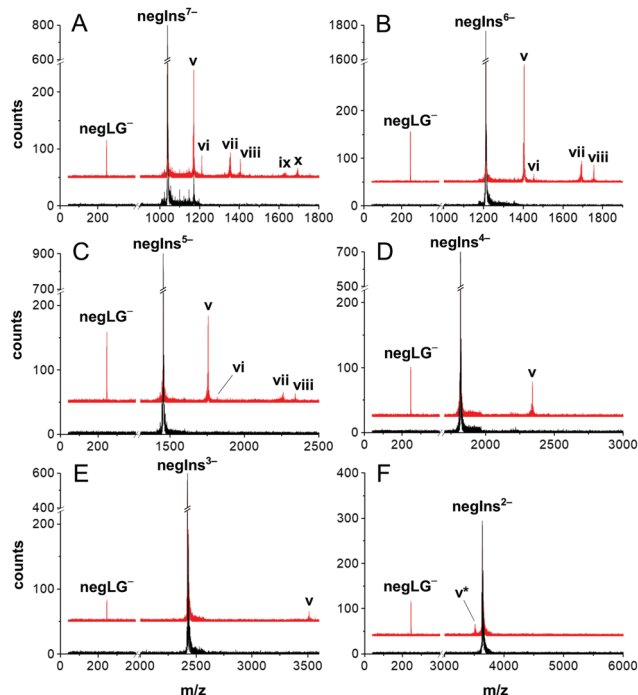 A
negIns⁷⁻
800
600
200
100
0
counts
negLG⁻
v
vi
vii
viii
ix
x
0 200 1000 1200 1400 1600 1800
B
negIns⁶⁻
1800
1600
200
100
0
negLG⁻
v
vi
vii
viii
0 200 1000 1200 1400 1600 1800
C
negIns⁵⁻
900
800
200
100
0
counts
negLG⁻
v
vi
vii
viii
0 200 1500 2000 2500
D
negIns⁴⁻
700
500
200
100
0
negLG⁻
v
0 200 2000 2500 3000
E
negIns³⁻
600
400
200
100
0
counts
negLG⁻
v
0 200 2000 2500 3000 3500
m/z
F
negIns²⁻
400
300
200
100
0
negLG⁻
v*
0 200 3000 4000 5000 6000
m/z